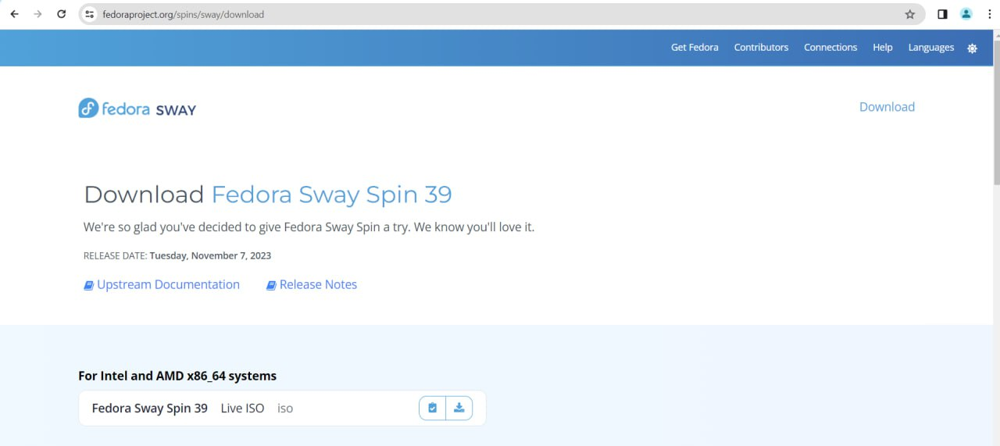 fedoraproject.org/spins/sway/download
Get Fedora Contributors Connections Help Languages
fedora SWAY
Download
Download Fedora Sway Spin 39
We're so glad you've decided to give Fedora Sway Spin a try. We know you'll love it.
RELEASE DATE: Tuesday, November 7, 2023
Upstream Documentation Release Notes
For Intel and AMD x86_64 systems
Fedora Sway Spin 39 Live ISO iso